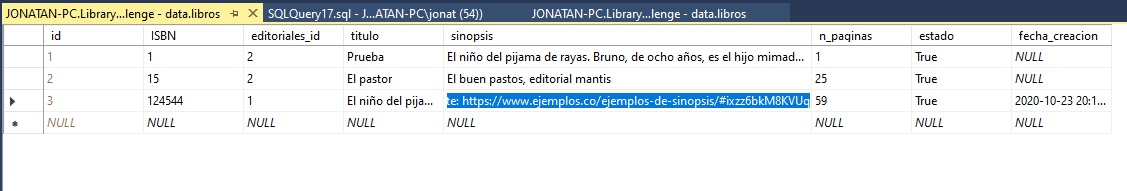 JONATAN-PC.Library...lenge - data.libros SQLQuery17.sql - J...ATAN-PC\jonat (54)) JONATAN-PC.Library...lenge - data.libros
id ISBN editoriales_id titulo sinopsis n_paqinas estado fecha_creacion
1 1 2 Prueba El niño del pijama de rayas. Bruno, de ocho años, es el hijo mimad... 1 True NULL
2 15 2 El pastor El buen pastos, editorial mantis 25 True NULL
3 124544 1 El niño del pija... te: https://www.ejemplos.co/ejemplos-de-sinopsis/#ixzz6bkM8KVUq 59 True 2020-10-23 20:1...
NULL NULL NULL NULL NULL NULL NULL NULL